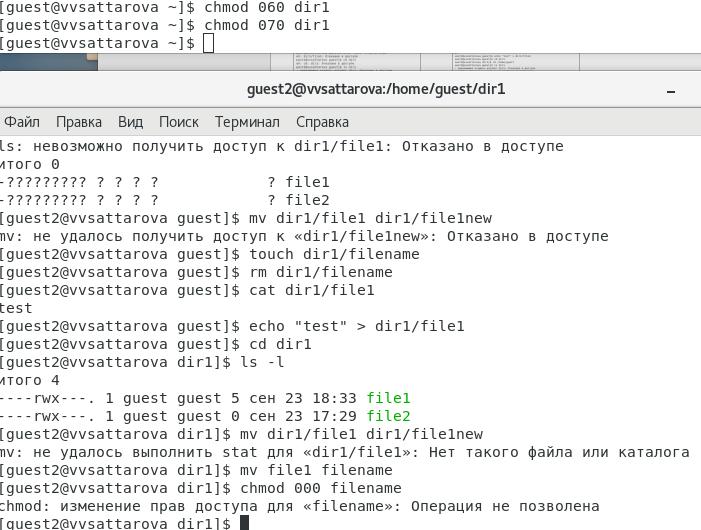 [guest@vvsattarova ~]$ chmod 060 dir1
[guest@vvsattarova ~]$ chmod 070 dir1
[guest@vvsattarova ~]$
guest2@vvsattarova:/home/guest/dir1
Файл Правка Вид Поиск Терминал Справка
ls: невозможно получить доступ к dir1/file1: Отказано в доступе
итого 0
-????????? ? ? ? ? ? file1
-????????? ? ? ? ? ? file2
[guest2@vvsattarova guest]$ mv dir1/file1 dir1/file1new
mv: не удалось получить доступ к «dir1/file1new»: Отказано в доступе
[guest2@vvsattarova guest]$ touch dir1/filename
[guest2@vvsattarova guest]$ rm dir1/filename
[guest2@vvsattarova guest]$ cat dir1/file1
test
[guest2@vvsattarova guest]$ echo "test" > dir1/file1
[guest2@vvsattarova guest]$ cd dir1
[guest2@vvsattarova dir1]$ ls -l
итого 4
----rwx---. 1 guest guest 5 сен 23 18:33 file1
----rwx---. 1 guest guest 0 сен 23 17:29 file2
[guest2@vvsattarova dir1]$ mv dir1/file1 dir1/file1new
mv: не удалось выполнить stat для «dir1/file1»: Нет такого файла или каталога
[guest2@vvsattarova dir1]$ mv file1 filename
[guest2@vvsattarova dir1]$ chmod 000 filename
chmod: изменение прав доступа для «filename»: Операция не позволена
[guest2@vvsattarova dir1]$